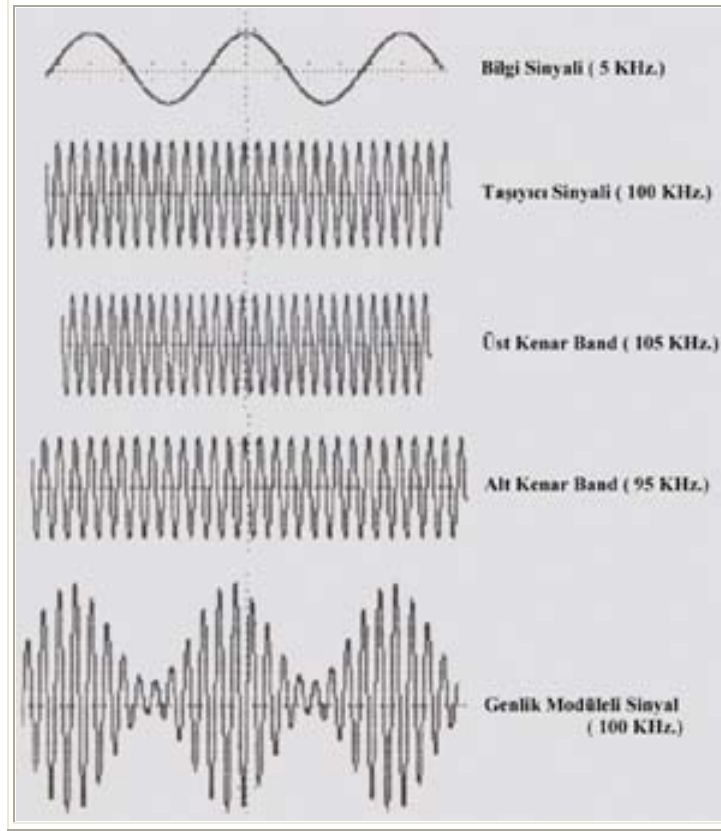 Bilgi Sinyali ( 5 KHz.)
Taşıyıcı Sinyali ( 100 KHz.)
Üst Kenar Band ( 105 KHz.)
Alt Kenar Band ( 95 KHz.)
Genlik Modüleli Sinyal
( 100 KHz.)